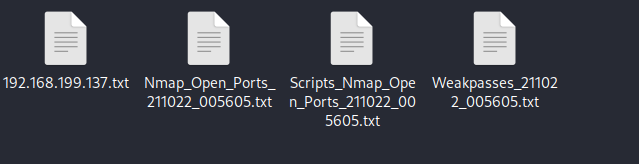 192.168.199.137.txt
Nmap_Open_Ports_
211022_005605.txt
Scripts_Nmap_Ope
n_Ports_211022_00
5605.txt
Weakpasses_21102
2_005605.txt